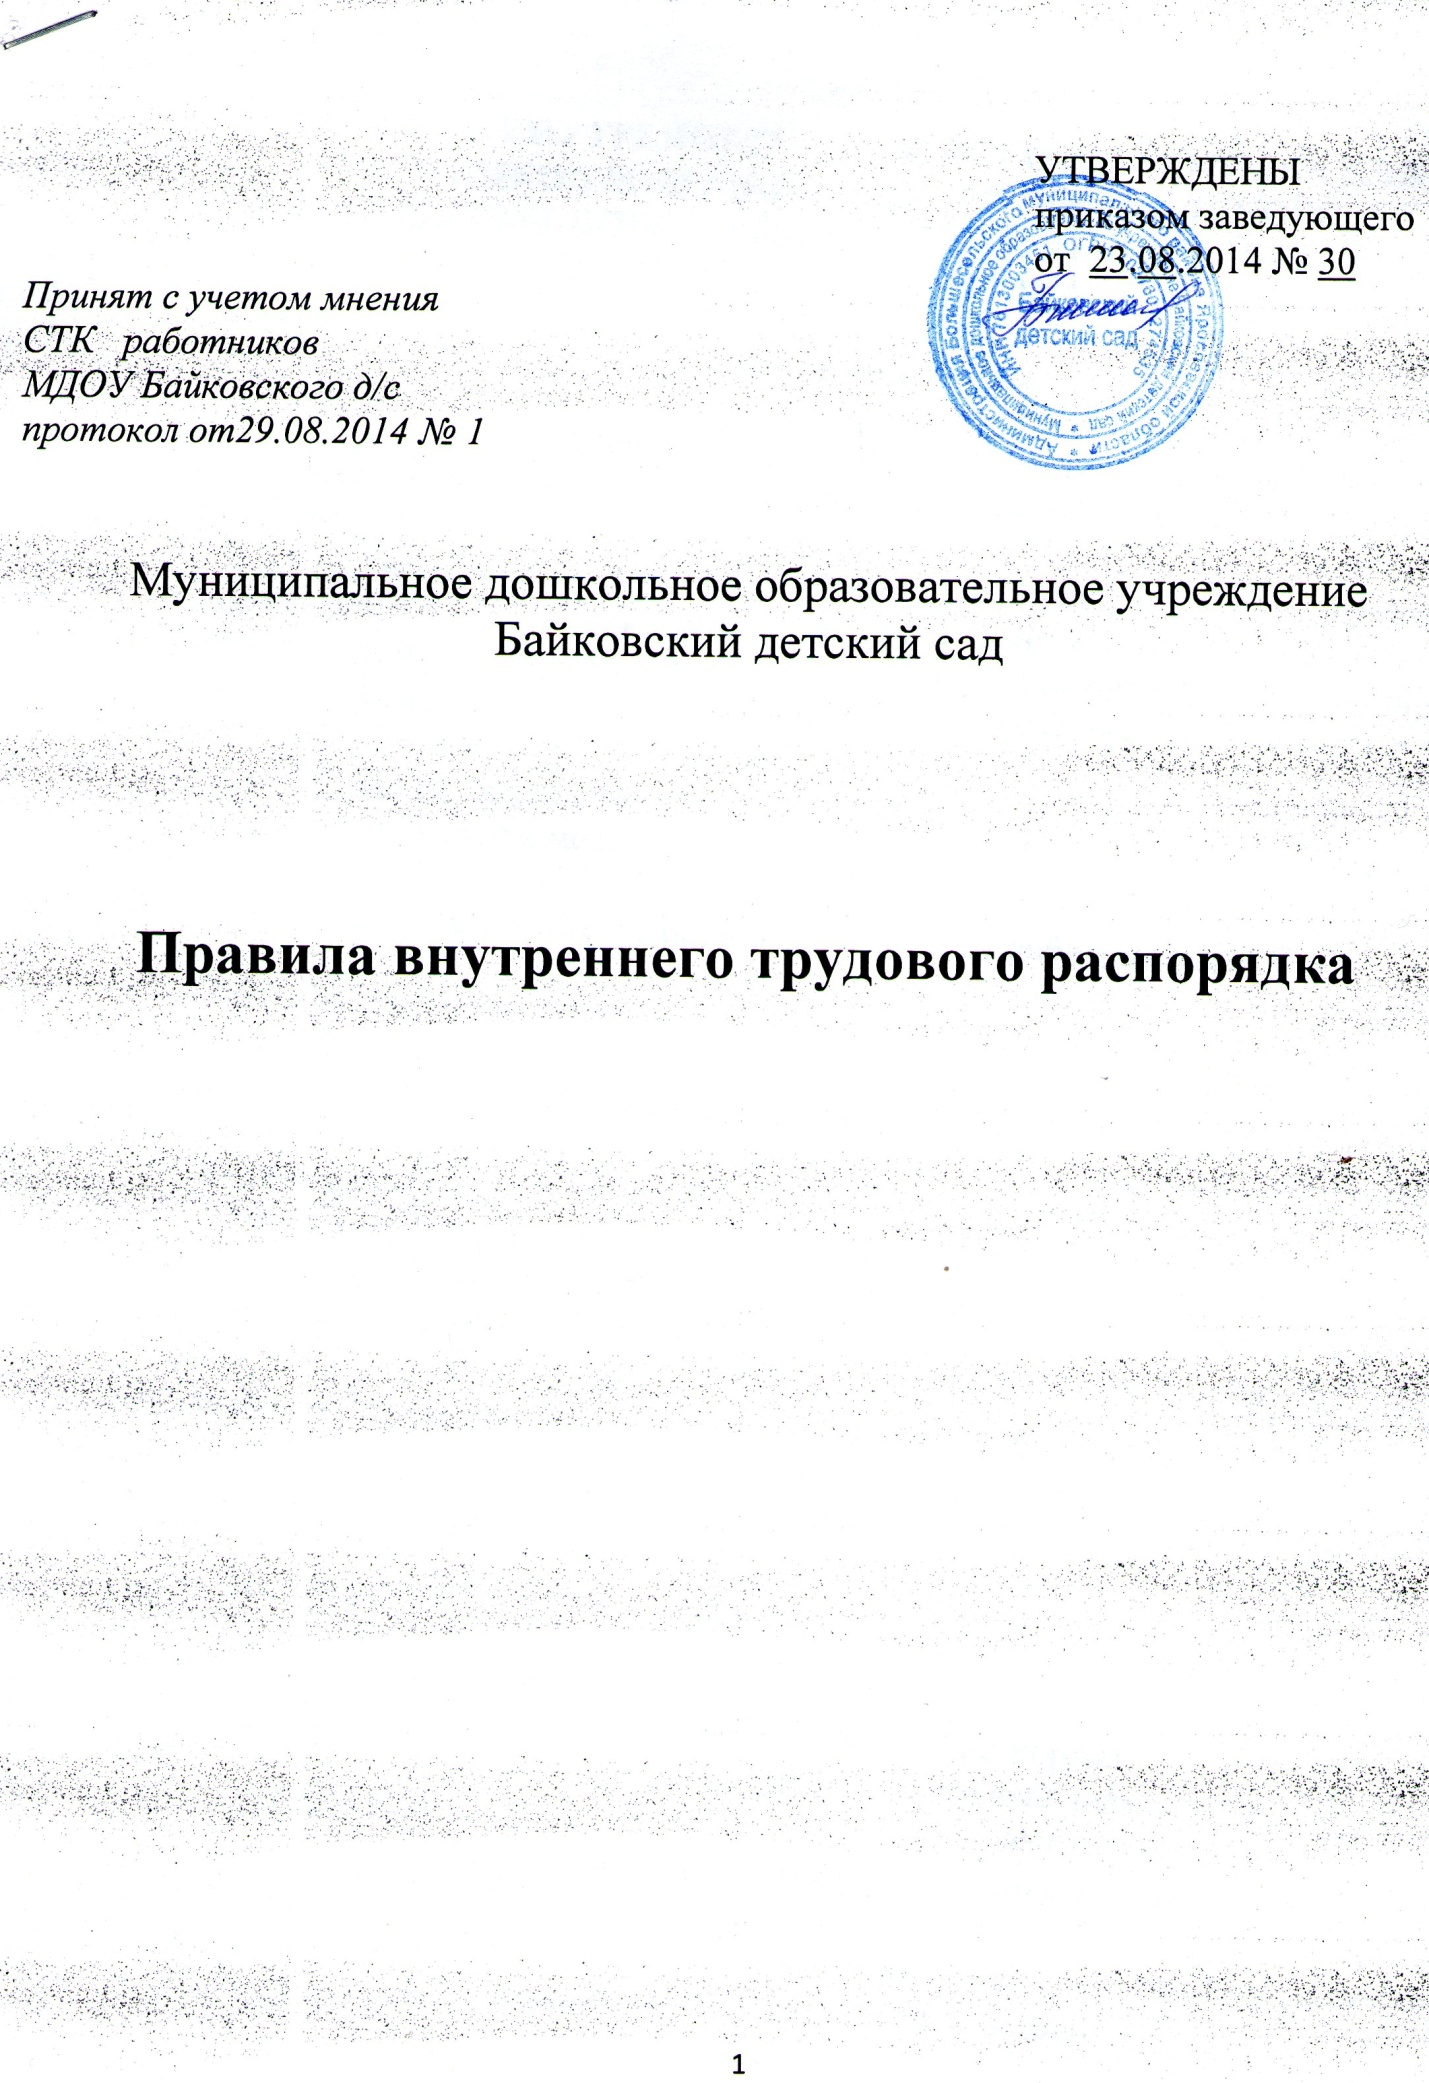 УТВЕРЖДЕНЫ
приказом заведующего
от 23.08.2014 № 30
Принят с учетом мнения
СТК работников
МДОУ Байковского д/с
протокол от29.08.2014 № 1
детский сад
Муниципальное дошкольное образовательное учреждение
Байковский детский сад
Правила внутреннего трудового распорядка
1